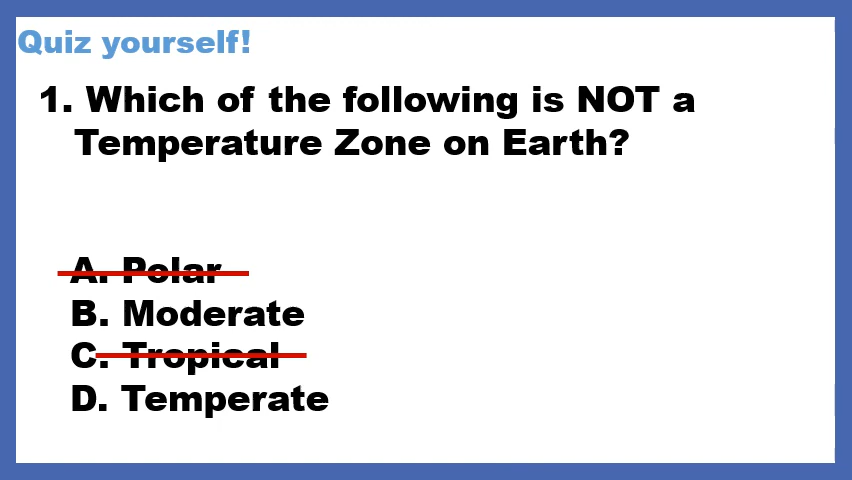 Quiz yourself!
1. Which of the following is NOT a
Temperature Zone on Earth?
A. Polar
B. Moderate
C. Tropical
D. Temperate